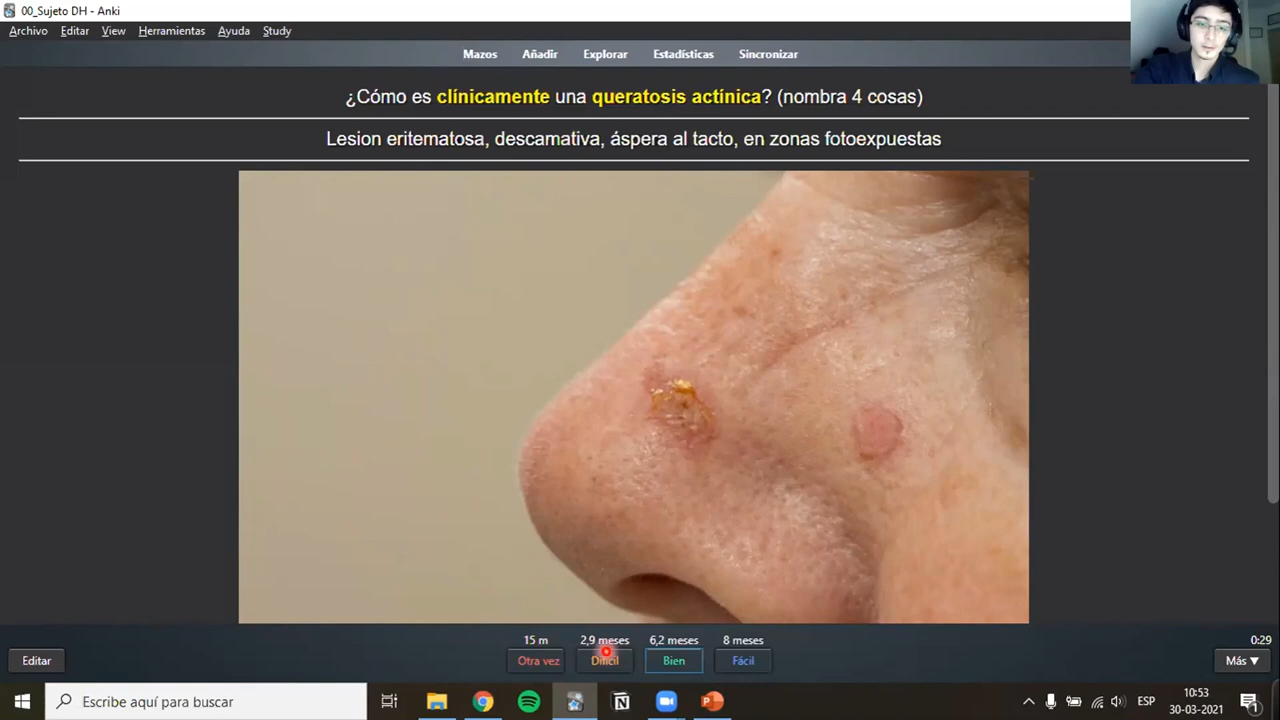 00_Sujeto DH - Anki
Archivo Editar View Herramientas Ayuda Study
Mazos Añadir Explorar Estadísticas Sincronizar
¿Cómo es clínicamente una queratosis actínica? (nombra 4 cosas)
Lesion eritematosa, descamativa, áspera al tacto, en zonas fotoexpuestas
15 m 2,9 meses 6,2 meses 8 meses 0:29
Editar Otra vez Difícil Bien Fácil Más
Escribe aquí para buscar ESP 10:53
30-03-2021 1